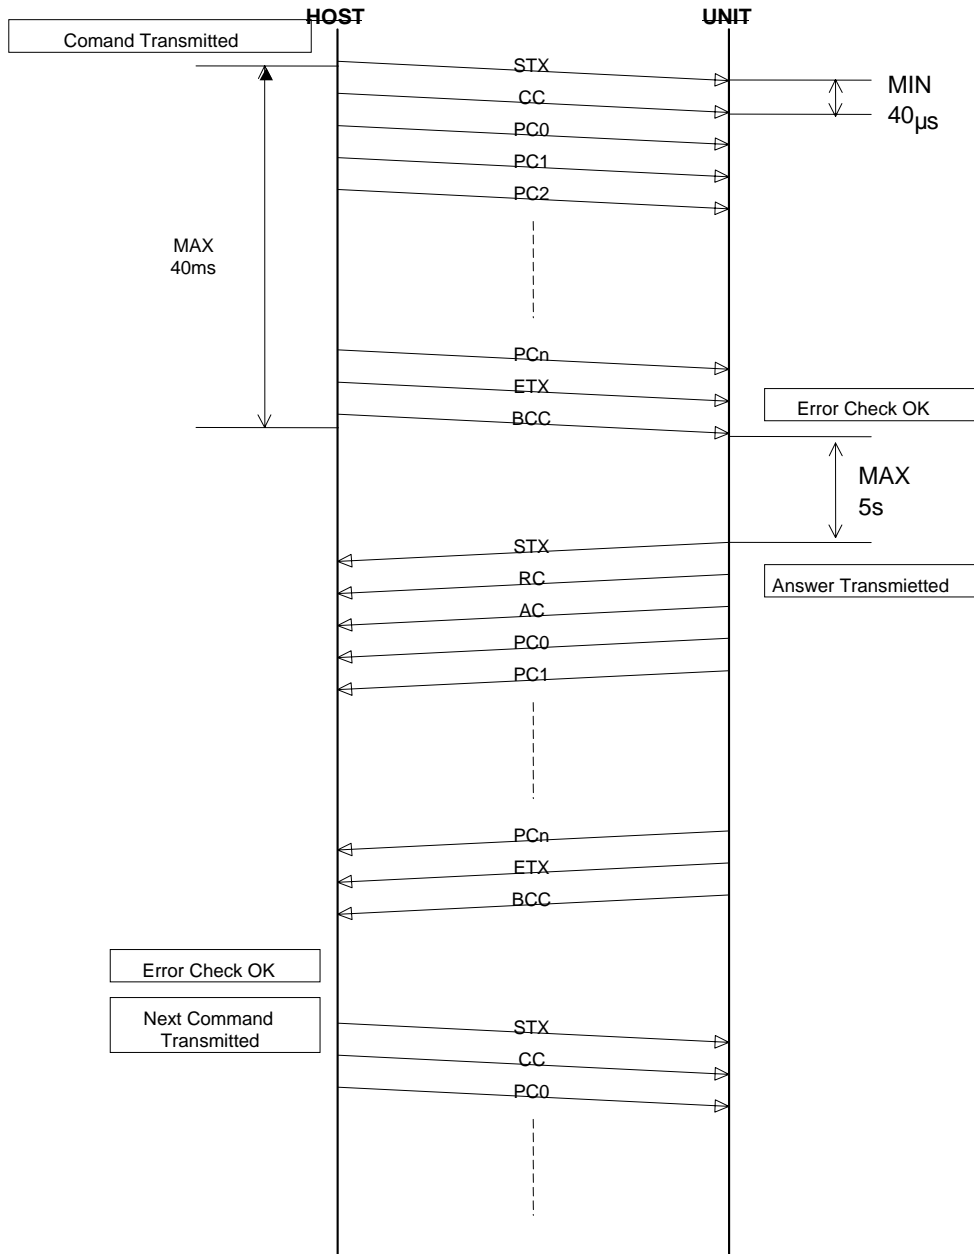 HOST
UNIT
Comand Transmitted
STX
MIN
40µs
CC
PC0
PC1
PC2
MAX
40ms
PCn
ETX
Error Check OK
BCC
MAX
5s
STX
RC
Answer Transmietted
AC
PC0
PC1
PCn
ETX
BCC
Error Check OK
Next Command
Transmitted
STX
CC
PC0